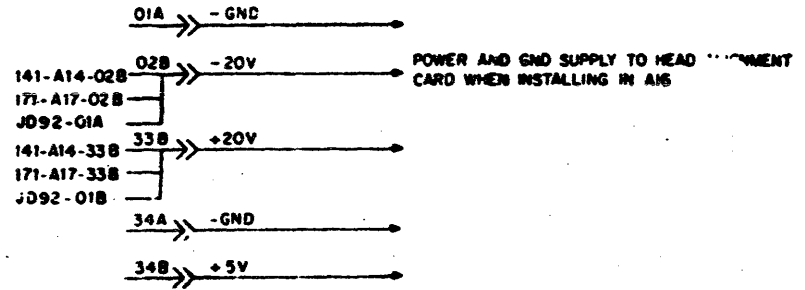 01A - GND
02B - 20V
141-A14-02B
171-A17-02B
JD92-01A
POWER AND GND SUPPLY TO HEAD
CARD WHEN INSTALLING IN A16
33B +20V
141-A14-33B
171-A17-33B
JD92-01B
34A -GND
34B + 5V